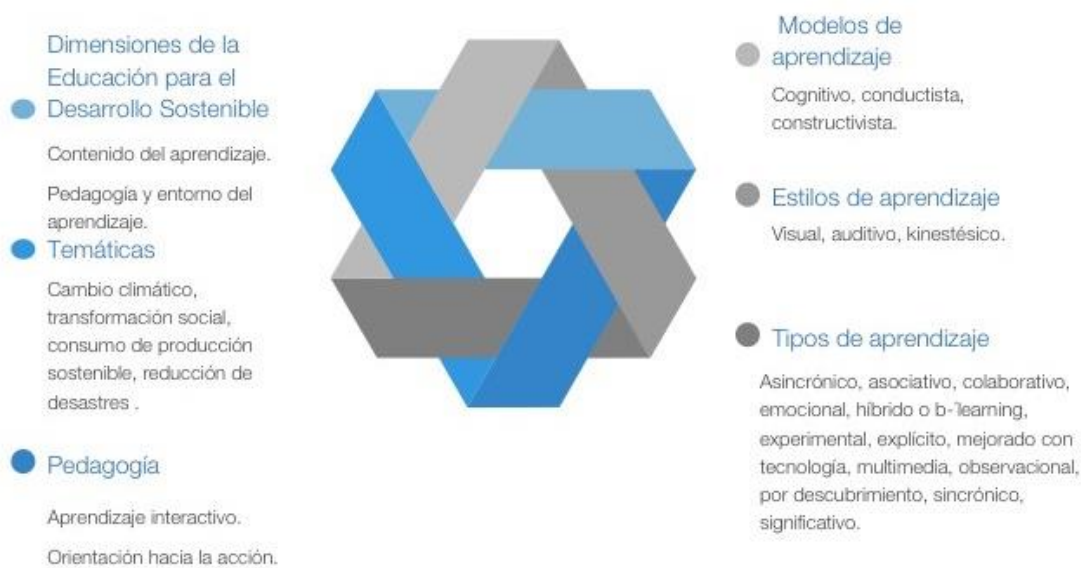 Dimensiones de la
Educación para el
Desarrollo Sostenible
Contenido del aprendizaje.
Pedagogía y entorno del
aprendizaje.
Temáticas
Cambio climático,
transformación social,
consumo de producción
sostenible, reducción de
desastres .
Pedagogía
Aprendizaje interactivo.
Orientación hacia la acción.
Modelos de
aprendizaje
Cognitivo, conductista,
constructivista.
Estilos de aprendizaje
Visual, auditivo, kinestésico.
Tipos de aprendizaje
Asincrónico, asociativo, colaborativo,
emocional, híbrido o b-´learning,
experimental, explícito, mejorado con
tecnología, multimedia, observacional,
por descubrimiento, sincrónico,
significativo.